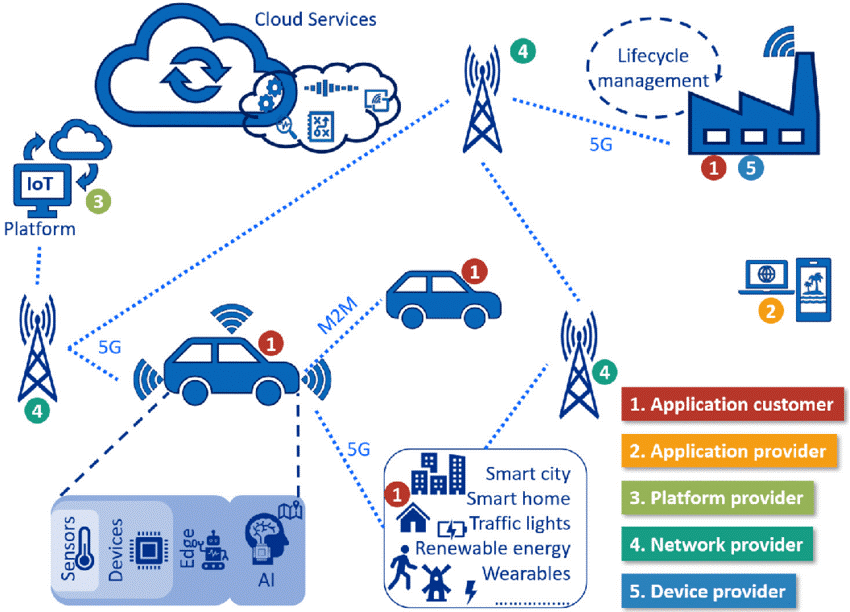 Cloud Services
4
Lifecycle
management
5G
1
5
IoT
3
Platform
1
2
M2M
5G
1
4
4
5G
1
Smart city
Smart home
Traffic lights
Renewable energy
Wearables
..................
Sensors
Devices
Edge
AI
1. Application customer
2. Application provider
3. Platform provider
4. Network provider
5. Device provider